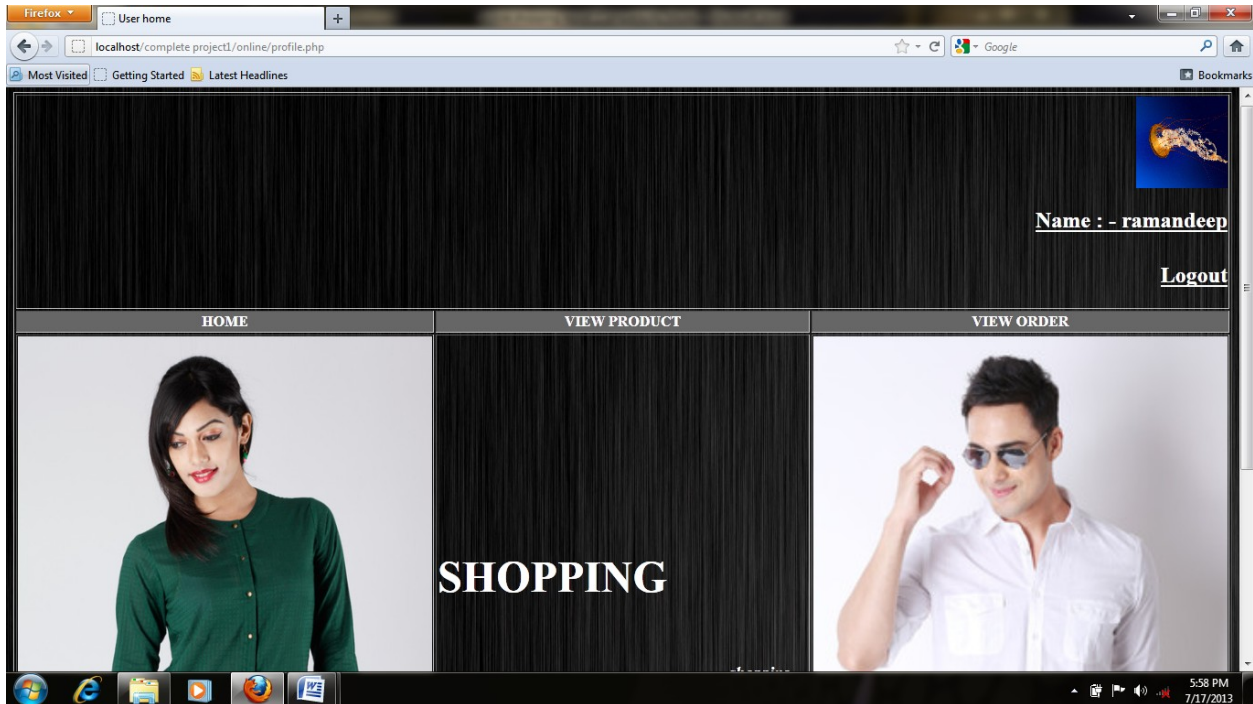 Firefox
User home
localhost/complete project1/online/profile.php
Google
Most Visited Getting Started Latest Headlines
Bookmarks
Name : - ramandeep
Logout
HOME VIEW PRODUCT VIEW ORDER
SHOPPING
5:58 PM
7/17/2013